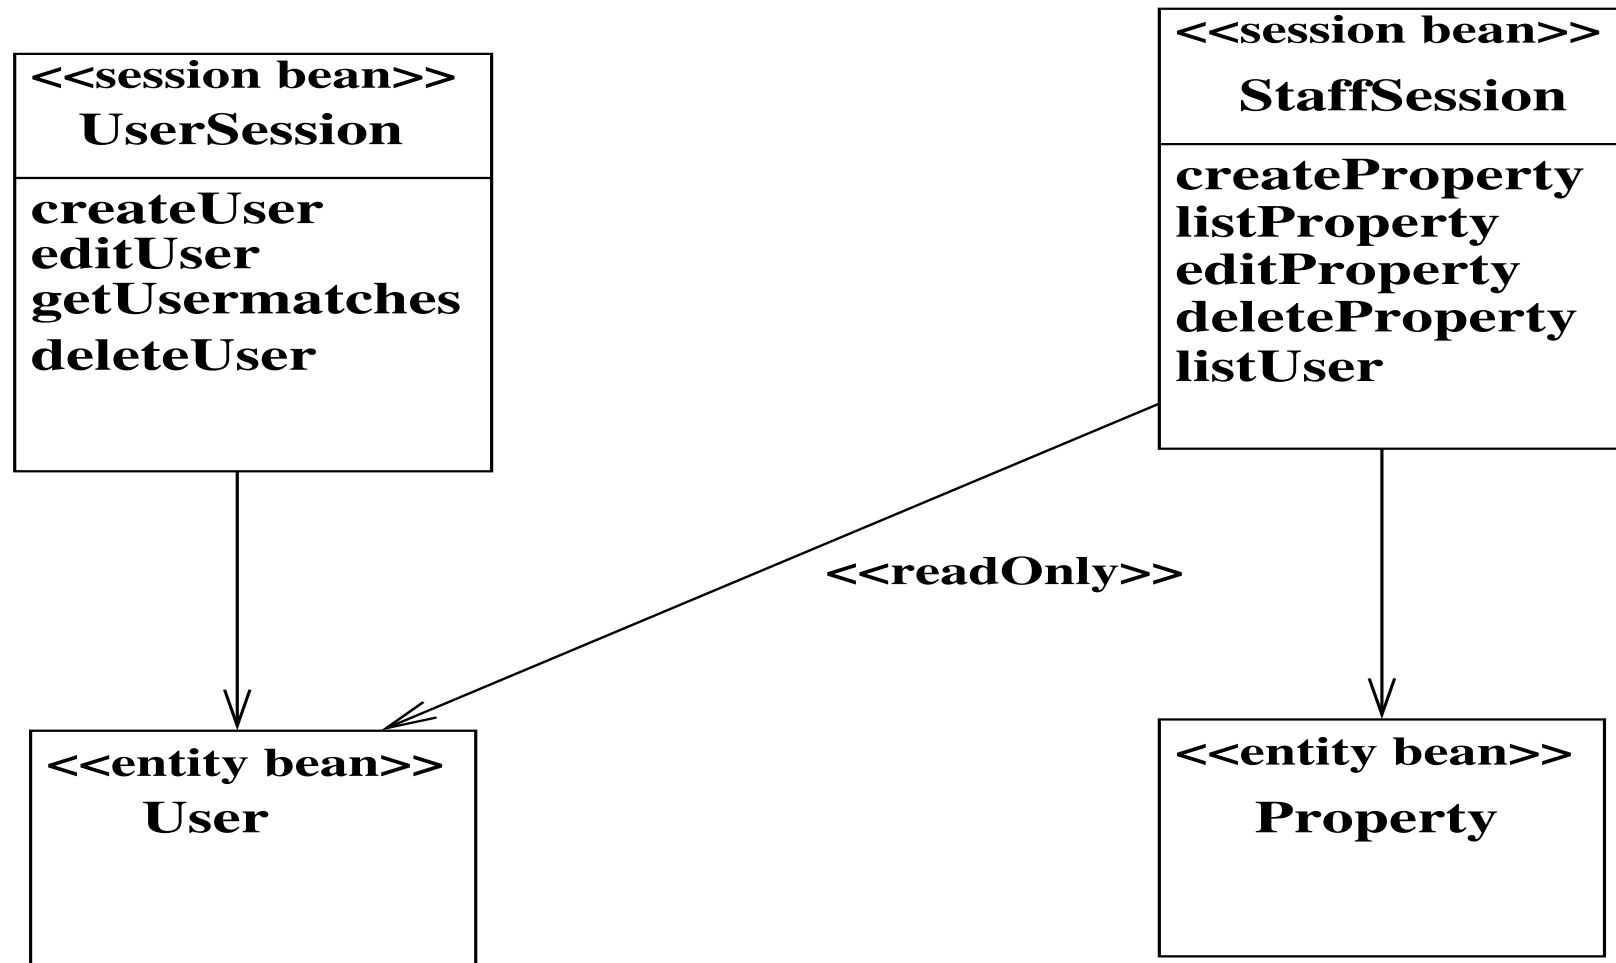 <<session bean>>
UserSession
createUser
editUser
getUsermatches
deleteUser
<<session bean>>
StaffSession
createProperty
listProperty
editProperty
deleteProperty
listUser
<<readOnly>>
<<entity bean>>
User
<<entity bean>>
Property